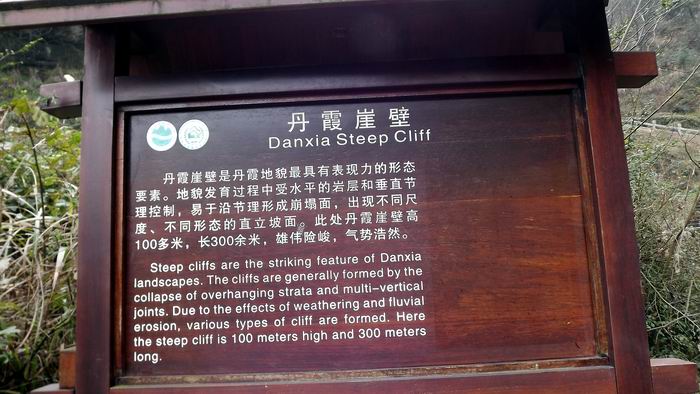 丹霞崖壁
Danxia Steep Cliff
丹霞崖壁是丹霞地貌最具有表现力的形态
要素。地貌发育过程中受水平的岩层和垂直节
理控制，易于沿节理形成崩塌面，出现不同尺
度、不同形态的直立坡面。此处丹霞崖壁高
100多米，长300余米，雄伟险峻，气势浩然。
Steep cliffs are the striking feature of Danxia
landscapes. The cliffs are generally formed by the
collapse of overhanging strata and multi-vertical
joints. Due to the effects of weathering and fluvial
erosion, various types of cliff are formed. Here
the steep cliff is 100 meters high and 300 meters
long.